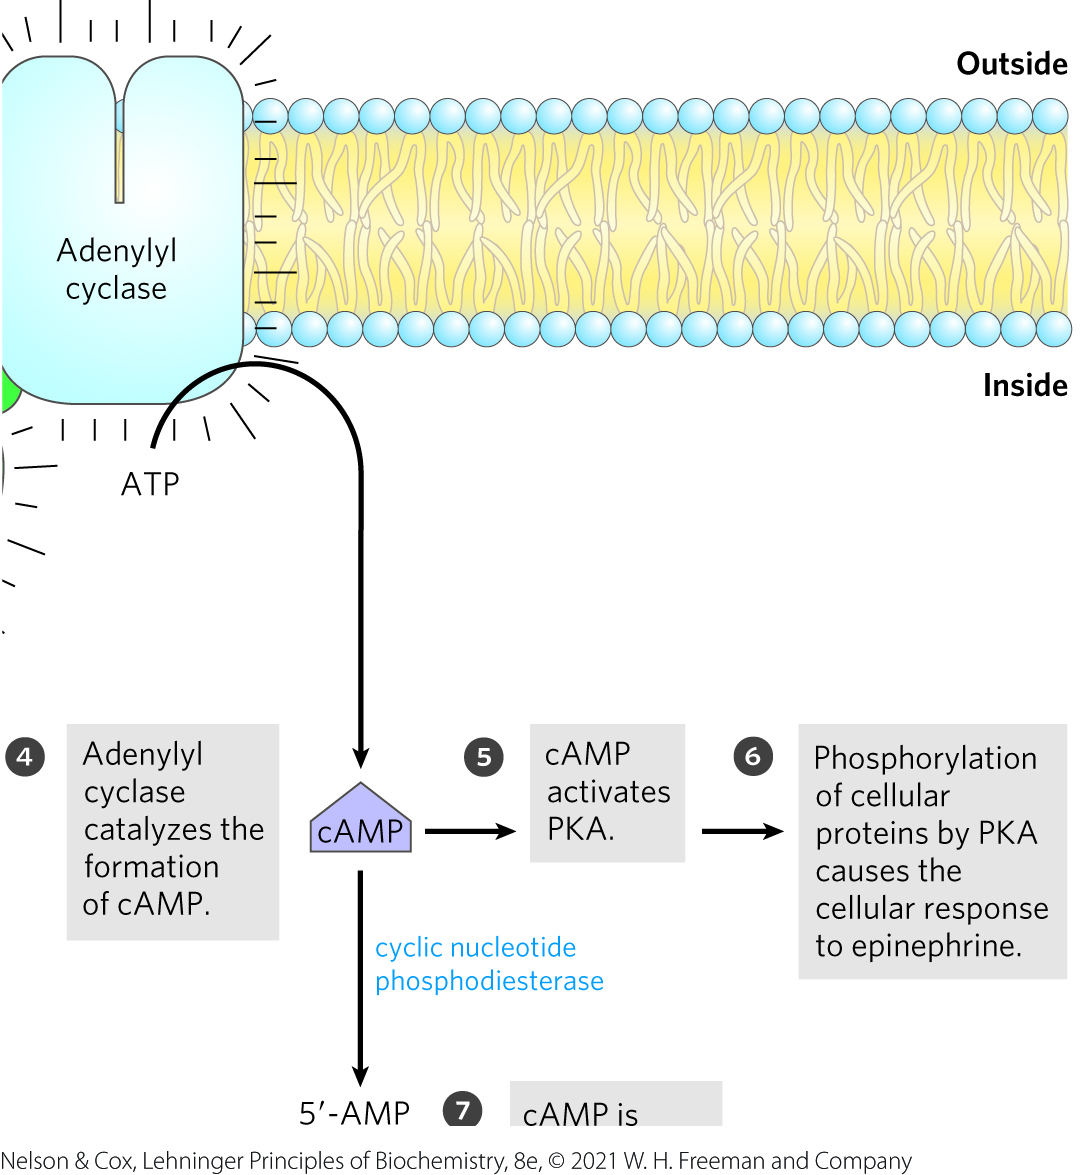 Outside
Adenylyl
cyclase
Inside
ATP
4
Adenylyl
cyclase
catalyzes the
formation
of cAMP.
cAMP
5
cAMP
activates
PKA.
6
Phosphorylation
of cellular
proteins by PKA
causes the
cellular response
to epinephrine.
cyclic nucleotide
phosphodiesterase
5′-AMP
7
cAMP is
Nelson & Cox, Lehninger Principles of Biochemistry, 8e, © 2021 W. H. Freeman and Company